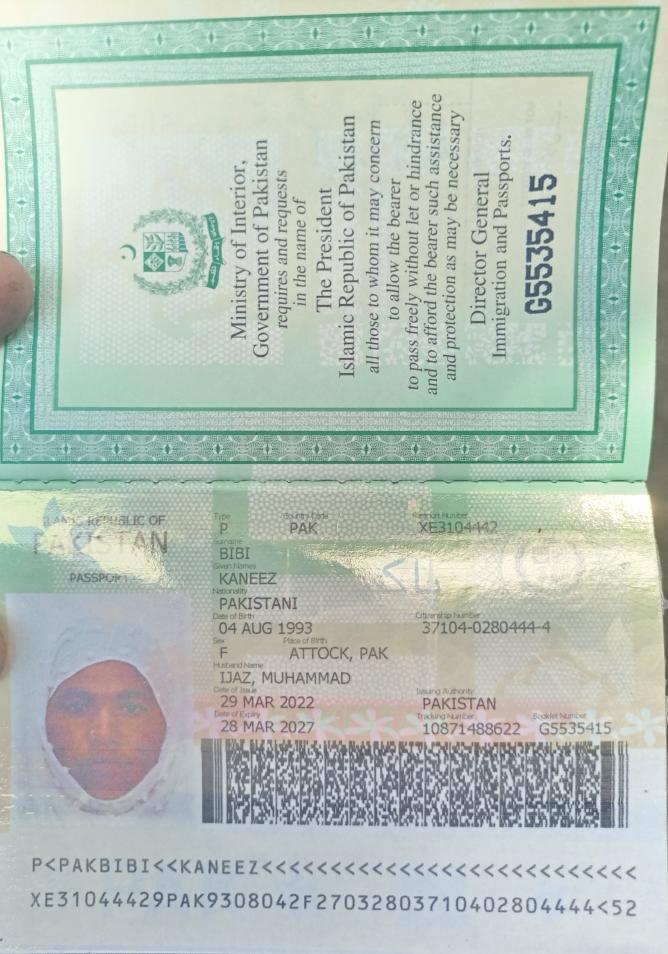 Ministry of Interior,
Government of Pakistan
requires and requests
in the name of
The President
Islamic Republic of Pakistan
all those to whom it may concern
to allow the bearer
to pass freely without let or hindrance
and to afford the bearer such assistance
and protection as may be necessary
Director General
Immigration and Passports.
G5535415
ISLAMIC REPUBLIC OF
PAKISTAN
PASSPORT
Type Country Code Passport Number
P PAK XE3104442
Surname
BIBI
Given Names
KANEEZ
Nationality
PAKISTANI
Date of Birth Citizenship Number
04 AUG 1993 37104-0280444-4
Sex Place of Birth
F ATTOCK, PAK
Husband Name
IJAZ, MUHAMMAD
Date of Issue Issuing Authority
29 MAR 2022 PAKISTAN
Date of Expiry Tracking Number Booklet Number
28 MAR 2027 10871488622 G5535415
P<PAKBIBI<<KANEEZ<<<<<<<<<<<<<<<<<<<<<<<<<<<
XE31044429PAK9308042F27032803710402804444<52